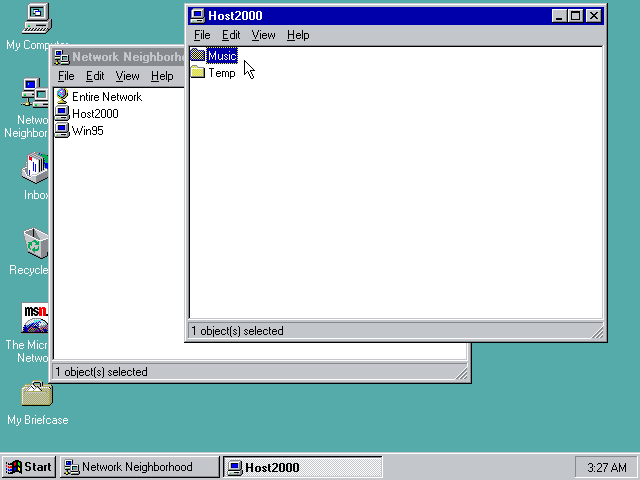 My Computer
Host2000
File Edit View Help
Music
Temp
1 object(s) selected
Network Neighborho
File Edit View Help
Entire Network
Host2000
Win95
1 object(s) selected
Netwo
Neighbor
Inbox
Recycle
msn.
The Micr
Netwo
My Briefcase
Start
Network Neighborhood
Host2000
3:27 AM